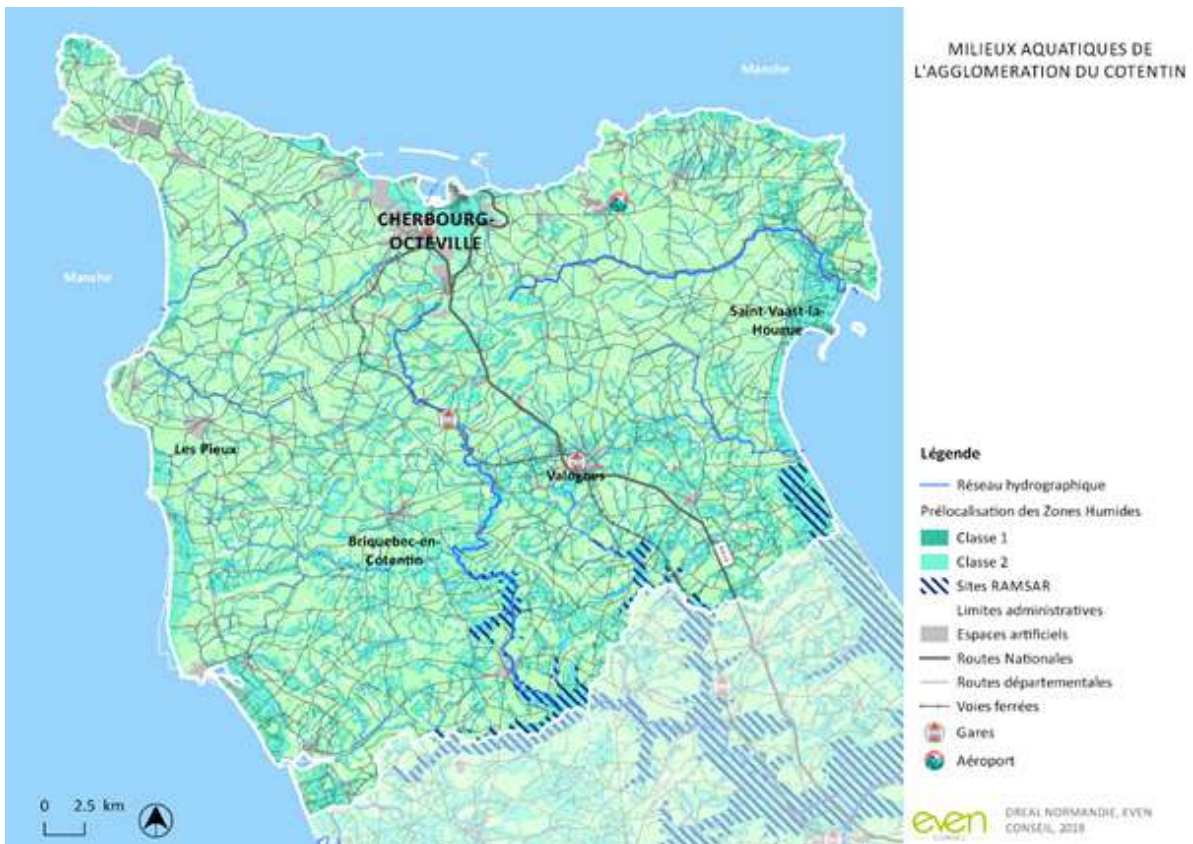 MILIEUX AQUATIQUES DE
L'AGGLOMERATION DU COTENTIN
Manche
CHERBOURG-
OCTEVILLE
Manche
Saint-Vaast-la-
Hougue
Les Pieux
Valognes
Briquebec-en-
Cotentin
Légende
Réseau hydrographique
Prélocalisation des Zones Humides
Classe 1
Classe 2
Sites RAMSAR
Limites administratives
Espaces artificiels
Routes Nationales
Routes départementales
Voies ferrées
Gares
Aéroport
0 2.5 km
even
CONSEIL
DREAL NORMANDIE, EVEN
CONSEIL, 2018